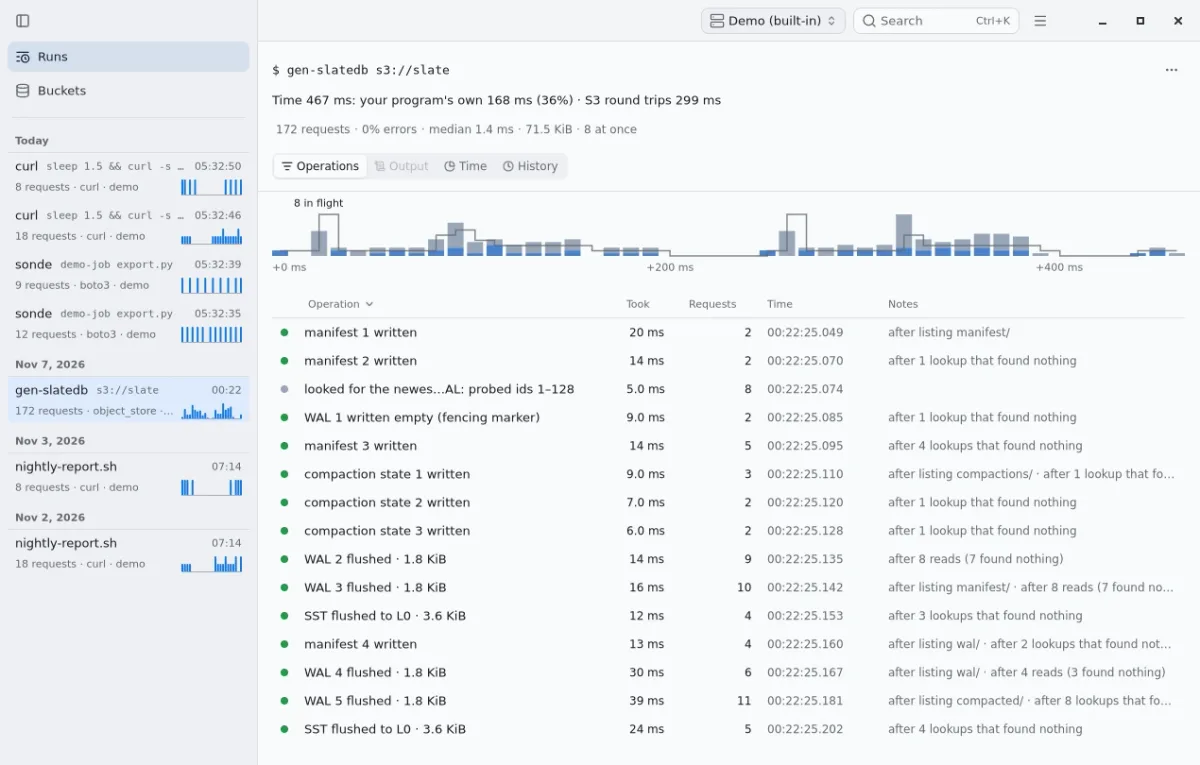 Demo (built-in)
Search Ctrl+K
Runs
Buckets
Today
curl sleep 1.5 && curl -s … 05:32:50
8 requests · curl · demo
curl sleep 1.5 && curl -s … 05:32:46
18 requests · curl · demo
sonde demo-job export.py 05:32:39
9 requests · boto3 · demo
sonde demo-job export.py 05:32:35
12 requests · boto3 · demo
Nov 7, 2026
gen-slatedb s3://slate 00:22
172 requests · object_store ·…
Nov 3, 2026
nightly-report.sh 07:14
8 requests · curl · demo
Nov 2, 2026
nightly-report.sh 07:14
18 requests · curl · demo
$ gen-slatedb s3://slate
Time 467 ms: your program's own 168 ms (36%) · S3 round trips 299 ms
172 requests · 0% errors · median 1.4 ms · 71.5 KiB · 8 at once
Operations Output Time History
8 in flight
+0 ms +200 ms +400 ms
Operation Took Requests Time Notes
manifest 1 written 20 ms 2 00:22:25.049 after listing manifest/
manifest 2 written 14 ms 2 00:22:25.070 after 1 lookup that found nothing
looked for the newes…AL: probed ids 1–128 5.0 ms 8 00:22:25.074
WAL 1 written empty (fencing marker) 9.0 ms 2 00:22:25.085 after 1 lookup that found nothing
manifest 3 written 14 ms 5 00:22:25.095 after 4 lookups that found nothing
compaction state 1 written 9.0 ms 3 00:22:25.110 after listing compactions/ · after 1 lookup that fo…
compaction state 2 written 7.0 ms 2 00:22:25.120 after 1 lookup that found nothing
compaction state 3 written 6.0 ms 2 00:22:25.128 after 1 lookup that found nothing
WAL 2 flushed · 1.8 KiB 14 ms 9 00:22:25.135 after 8 reads (7 found nothing)
WAL 3 flushed · 1.8 KiB 16 ms 10 00:22:25.142 after listing manifest/ · after 8 reads (7 found no…
SST flushed to L0 · 3.6 KiB 12 ms 4 00:22:25.153 after 3 lookups that found nothing
manifest 4 written 13 ms 4 00:22:25.160 after listing wal/ · after 2 lookups that found not…
WAL 4 flushed · 1.8 KiB 30 ms 6 00:22:25.167 after listing wal/ · after 4 reads (3 found nothing)
WAL 5 flushed · 1.8 KiB 39 ms 11 00:22:25.181 after listing compacted/ · after 8 lookups that fo…
SST flushed to L0 · 3.6 KiB 24 ms 5 00:22:25.202 after 4 lookups that found nothing